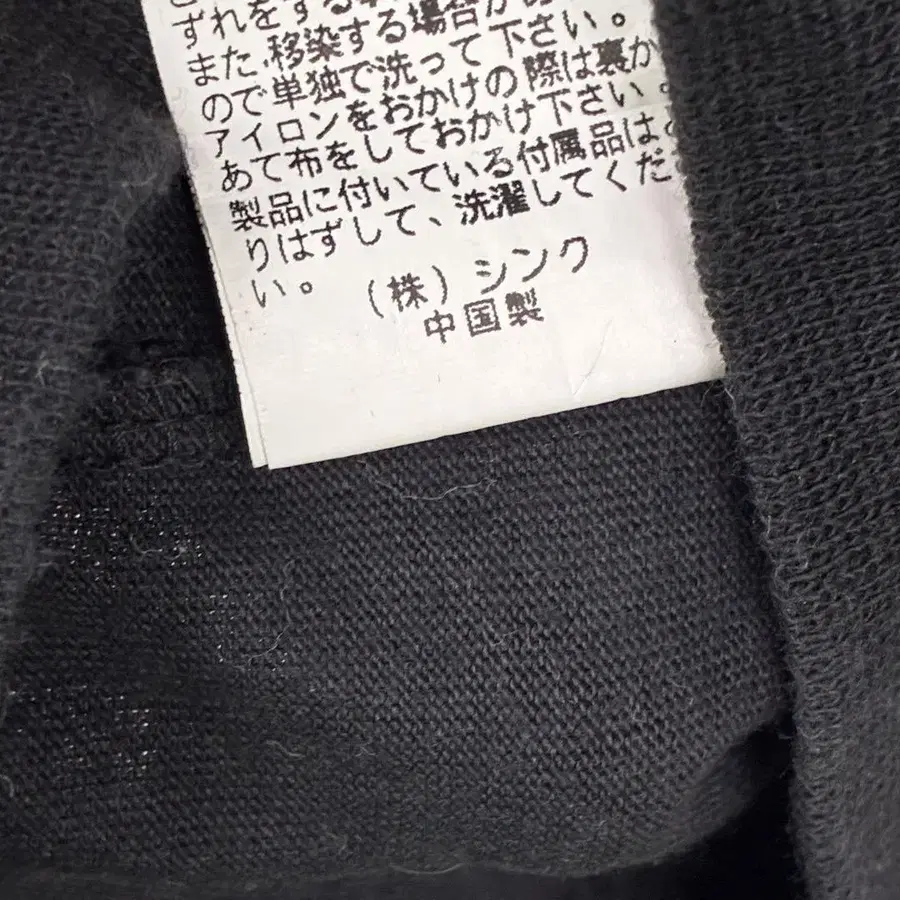 れをする
また、移染する場合があ
ので単独で洗って下さい。
アイロンをおかけの際は裏か
あて布をしておかけ下さい。
製品に付いている付属品は
りはずして、洗濯してくだ
い。
(株)シンク
中国製